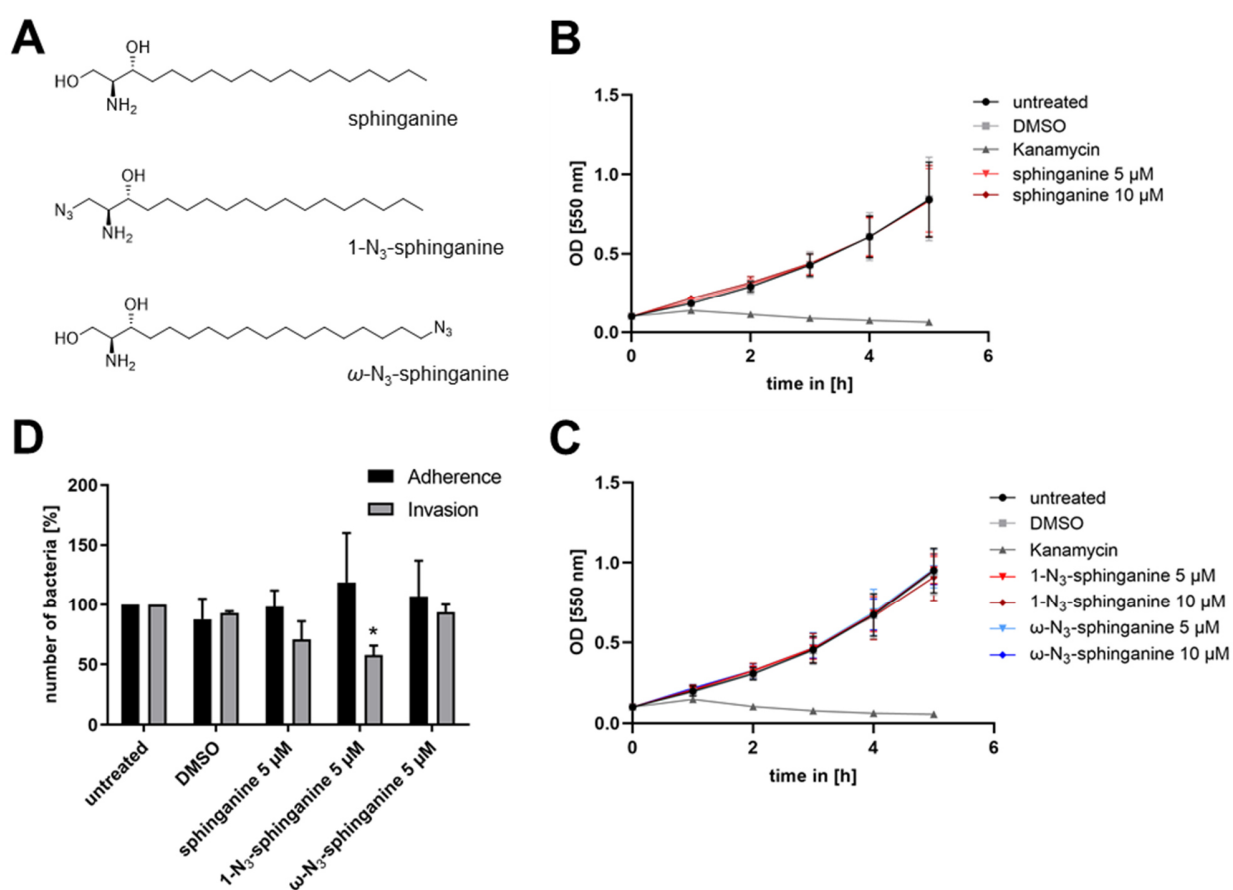 A
OH
HO
NH2
sphinganine
OH
N3
NH2
1-N3-sphinganine
OH
HO
N3
NH2
ω-N3-sphinganine
B
1.5
1.0
0.5
0.0
OD [550 nm]
0 2 4 6
time in [h]
untreated
DMSO
Kanamycin
sphinganine 5 µM
sphinganine 10 µM
D
Adherence
Invasion
200
150
100
50
0
number of bacteria [%]
*
untreated
DMSO
sphinganine 5 µM
1-N3-sphinganine 5 µM
ω-N3-sphinganine 5 µM
C
1.5
1.0
0.5
0.0
OD [550 nm]
0 2 4 6
time in [h]
untreated
DMSO
Kanamycin
1-N3-sphinganine 5 µM
1-N3-sphinganine 10 µM
ω-N3-sphinganine 5 µM
ω-N3-sphinganine 10 µM